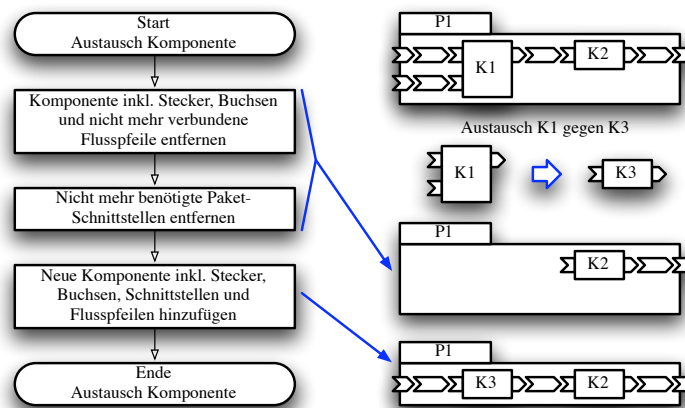 Start
Austausch Komponente
Komponente inkl. Stecker, Buchsen
und nicht mehr verbundene
Flusspfeile entfernen
Nicht mehr benötigte Paket-
Schnittstellen entfernen
Neue Komponente inkl. Stecker,
Buchsen, Schnittstellen und
Flusspfeilen hinzufügen
Ende
Austausch Komponente
P1
K1
K2
Austausch K1 gegen K3
K1
K3
P1
K2
P1
K3
K2